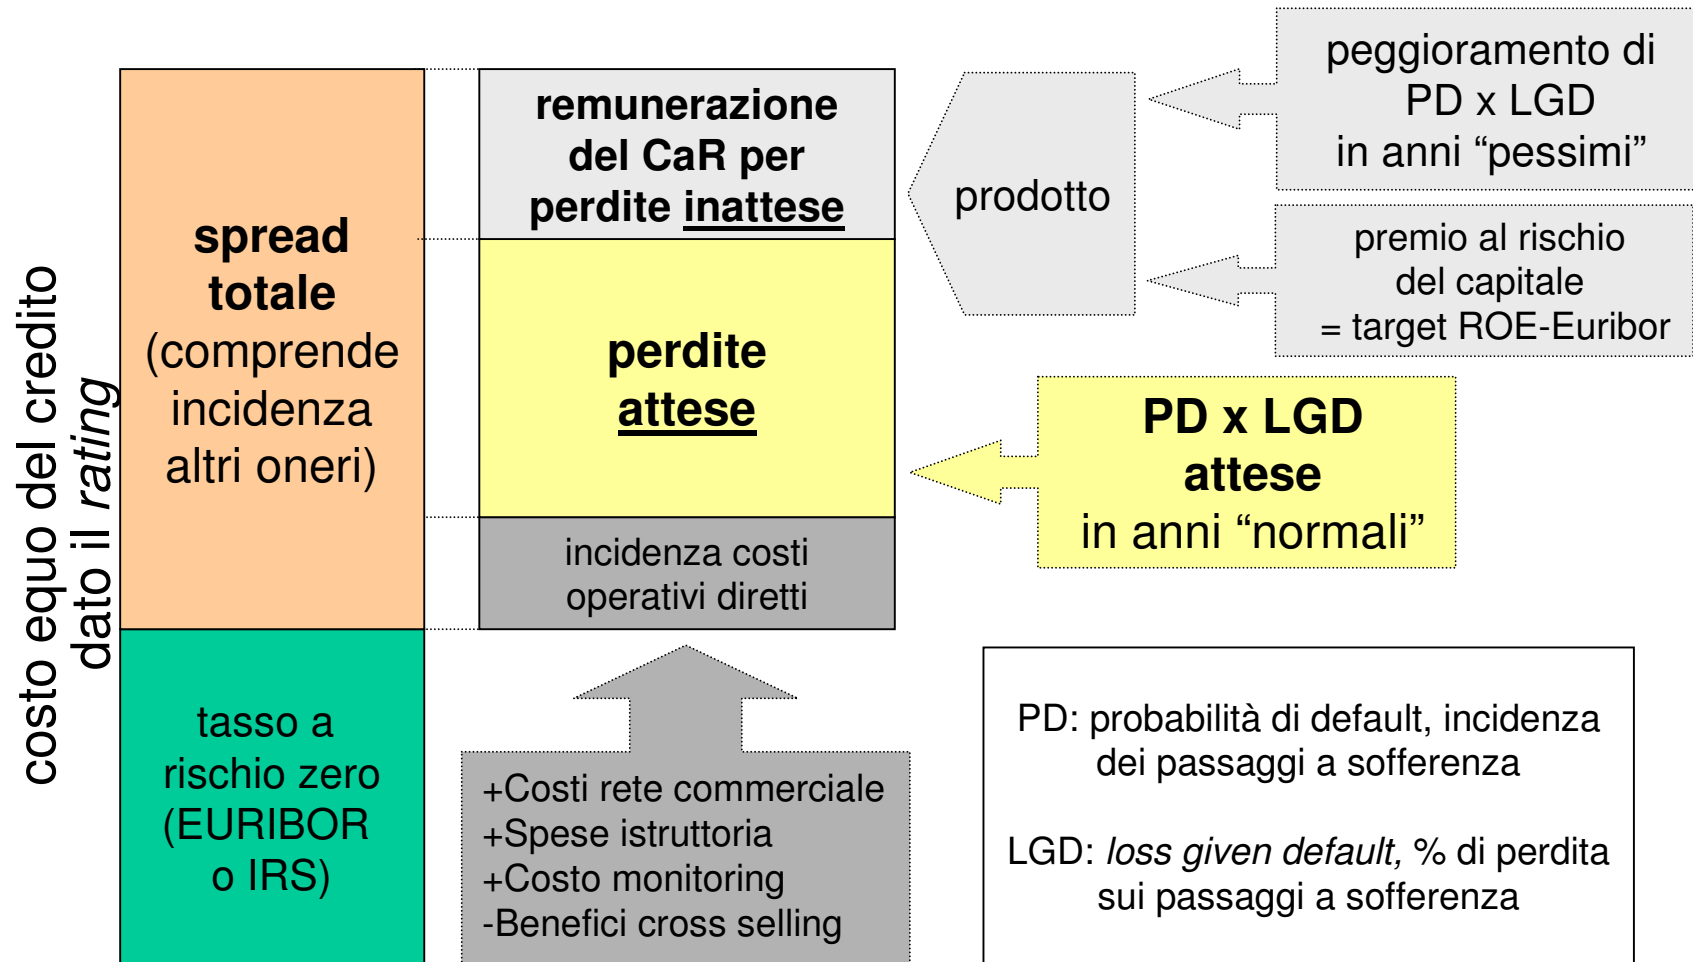 costo equo del credito
dato il rating
spread
totale
(comprende
incidenza
altri oneri)
tasso a
rischio zero
(EURIBOR
o IRS)
remunerazione
del CaR per
perdite inattese
perdite
attese
incidenza costi
operativi diretti
+Costi rete commerciale
+Spese istruttoria
+Costo monitoring
-Benefici cross selling
prodotto
peggioramento di
PD x LGD
in anni “pessimi”
premio al rischio
del capitale
= target ROE-Euribor
PD x LGD
attese
in anni “normali”
PD: probabilità di default, incidenza
dei passaggi a sofferenza
LGD: loss given default, % di perdita
sui passaggi a sofferenza